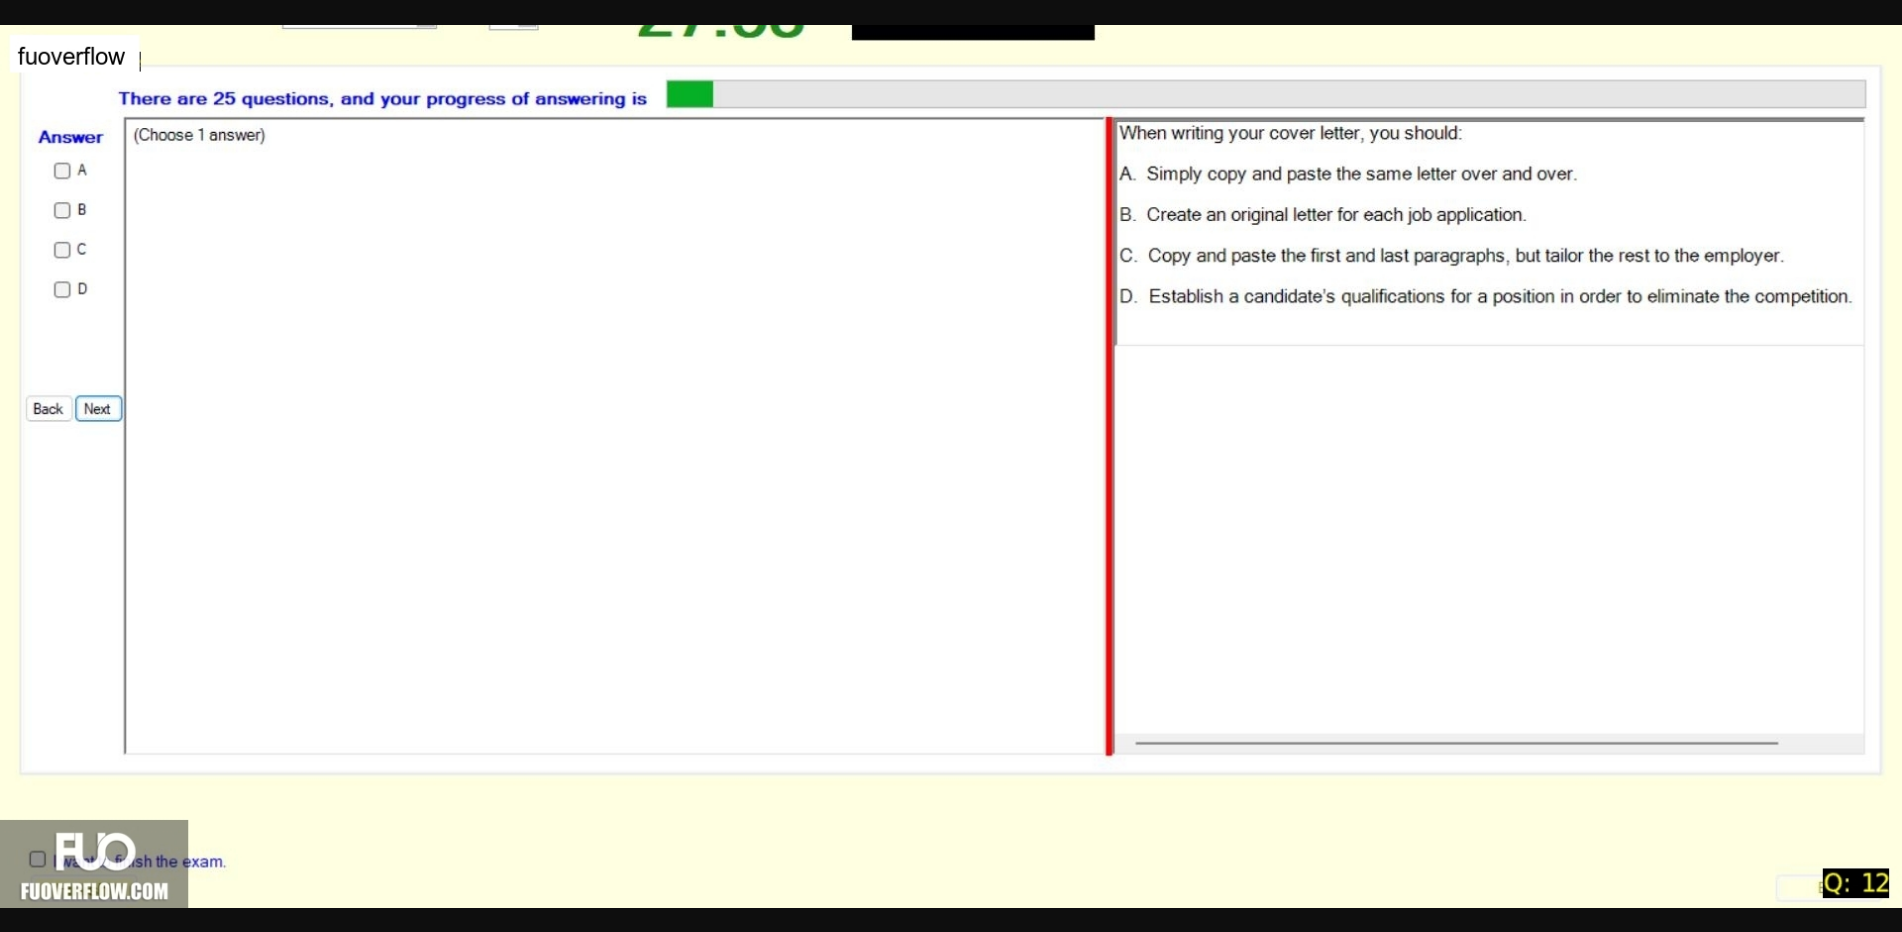 fuoverflow
There are 25 questions, and your progress of answering is
Answer
(Choose 1 answer)
A
B
C
D
Back Next
When writing your cover letter, you should:
A. Simply copy and paste the same letter over and over.
B. Create an original letter for each job application.
C. Copy and paste the first and last paragraphs, but tailor the rest to the employer.
D. Establish a candidate's qualifications for a position in order to eliminate the competition.
FUO
the exam.
FUOVERFLOW.COM
Q: 12